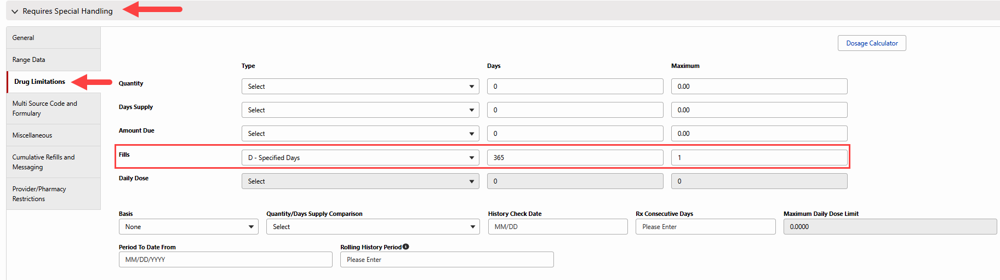 Requires Special Handling
General
Range Data
Drug Limitations
Multi Source Code and
Formulary
Miscellaneous
Cumulative Refills and
Messaging
Provider/Pharmacy
Restrictions
Dosage Calculator
Type Days Maximum
Quantity Select 0 0.00
Days Supply Select 0 0.00
Amount Due Select 0 0.00
Fills D - Specified Days 365 1
Daily Dose Select 0 0
Basis Quantity/Days Supply Comparison History Check Date Rx Consecutive Days Maximum Daily Dose Limit
None Select MM/DD Please Enter 0.0000
Period To Date From Rolling History Period
MM/DD/YYYY Please Enter